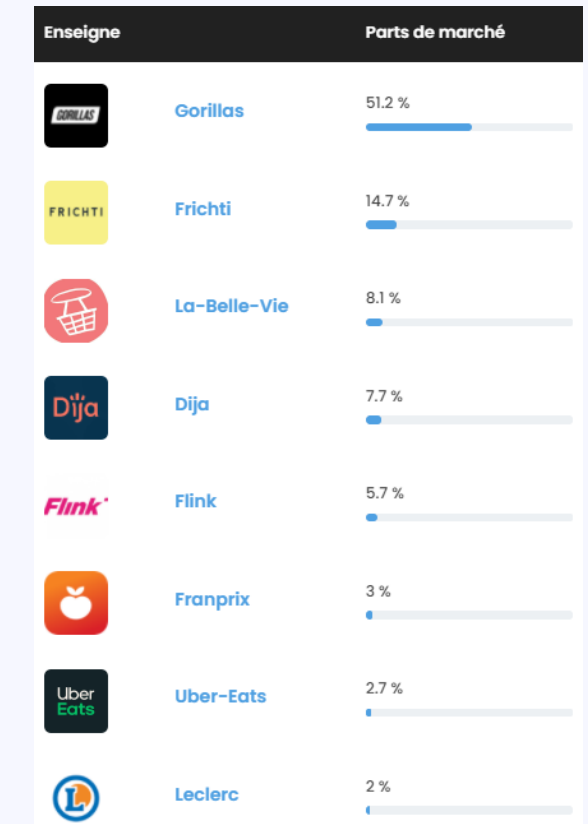 Enseigne Parts de marché
GORILLAS Gorillas 51.2 %
FRICHTI Frichti 14.7 %
La-Belle-Vie 8.1 %
Dija Dija 7.7 %
Flink Flink 5.7 %
Franprix 3 %
Uber
Eats Uber-Eats 2.7 %
L Leclerc 2 %